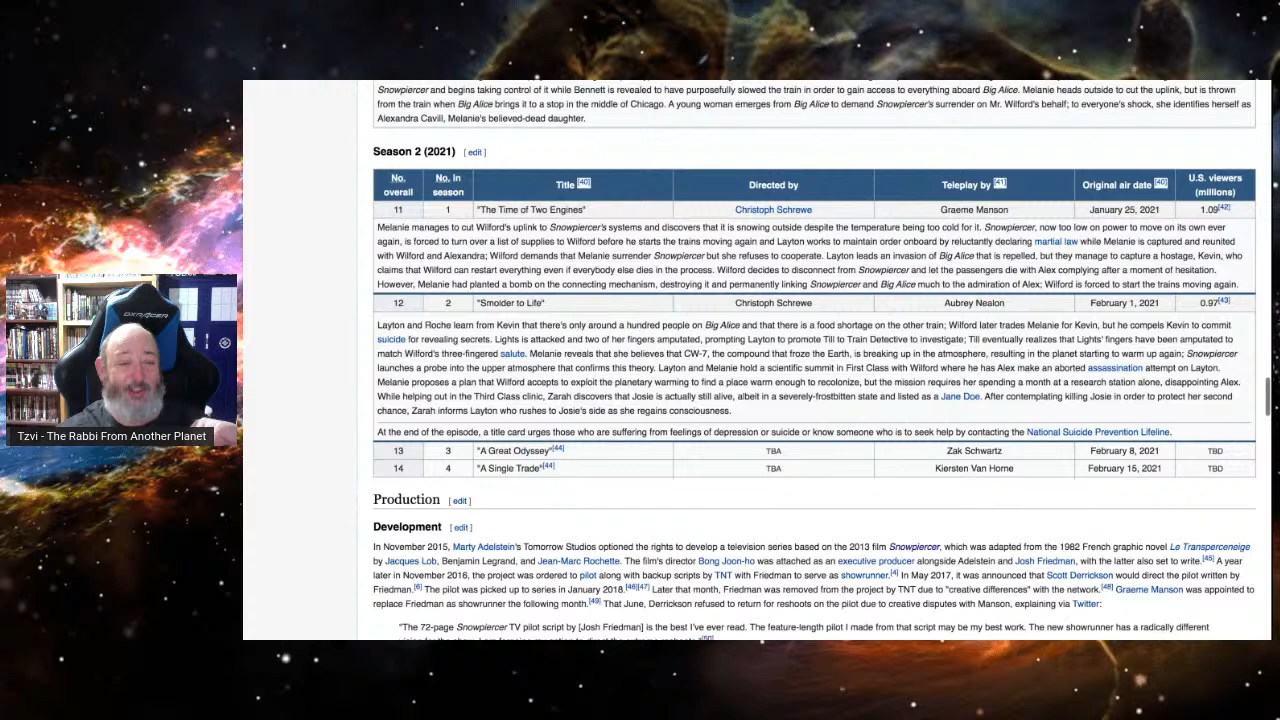 Snowpiercer and begins taking control of it while Bennett is revealed to have purposefully slowed the train in order to gain access to everything aboard Big Alice. Melanie heads outside to cut the uplink, but is thrown
from the train when Big Alice brings it to a stop in the middle of Chicago. A young woman emerges from Big Alice to demand Snowpiercer's surrender on Mr. Wilford's behalf; to everyone's shock, she identifies herself as
Alexandra Cavill, Melanie's believed-dead daughter.
Season 2 (2021) [ edit ]
No. overall No. in season Title [40] Directed by Teleplay by [41] Original air date [40] U.S. viewers (millions)
11 1 "The Time of Two Engines" Christoph Schrewe Graeme Manson January 25, 2021 1.09[42]
Melanie manages to cut Wilford's uplink to Snowpiercer's systems and discovers that it is snowing outside despite the temperature being too cold for it. Snowpiercer, now too low on power to move on its own ever
again, is forced to turn over a list of supplies to Wilford before he starts the trains moving again and Layton works to maintain order onboard by reluctantly declaring martial law while Melanie is captured and reunited
with Wilford and Alexandra; Wilford demands that Melanie surrender Snowpiercer but she refuses to cooperate. Layton leads an invasion of Big Alice that is repelled, but they manage to capture a hostage, Kevin, who
claims that Wilford can restart everything even if everybody else dies in the process. Wilford decides to disconnect from Snowpiercer and let the passengers die with Alex complying after a moment of hesitation.
However, Melanie had planted a bomb on the connecting mechanism, destroying it and permanently linking Snowpiercer and Big Alice much to the admiration of Alex; Wilford is forced to start the trains moving again.
12 2 "Smolder to Life" Christoph Schrewe Aubrey Nealon February 1, 2021 0.97[43]
Layton and Roche learn from Kevin that there's only around a hundred people on Big Alice and that there is a food shortage on the other train; Wilford later trades Melanie for Kevin, but he compels Kevin to commit
suicide for revealing secrets. Lights is attacked and two of her fingers amputated, prompting Layton to promote Till to Train Detective to investigate; Till eventually realizes that Lights' fingers have been amputated to
match Wilford's three-fingered salute. Melanie reveals that she believes that CW-7, the compound that froze the Earth, is breaking up in the atmosphere, resulting in the planet starting to warm up again; Snowpiercer
launches a probe into the upper atmosphere that confirms this theory. Layton and Melanie hold a scientific summit in First Class with Wilford where he has Alex make an aborted assassination attempt on Layton.
Melanie proposes a plan that Wilford accepts to exploit the planetary warming to find a place warm enough to recolonize, but the mission requires her spending a month at a research station alone, disappointing Alex.
While helping out in the Third Class clinic, Zarah discovers that Josie is actually still alive, albeit in a severely-frostbitten state and listed as a Jane Doe. After contemplating killing Josie in order to protect her second
chance, Zarah informs Layton who rushes to Josie's side as she regains consciousness.
At the end of the episode, a title card urges those who are suffering from feelings of depression or suicide or know someone who is to seek help by contacting the National Suicide Prevention Lifeline.
13 3 "A Great Odyssey"[44] TBA Zak Schwartz February 8, 2021 TBD
14 4 "A Single Trade"[44] TBA Kiersten Van Horne February 15, 2021 TBD
Production [ edit ]
Development [ edit ]
In November 2015, Marty Adelstein's Tomorrow Studios optioned the rights to develop a television series based on the 2013 film Snowpiercer, which was adapted from the 1982 French graphic novel Le Transperceneige
by Jacques Lob, Benjamin Legrand, and Jean-Marc Rochette. The film's director Bong Joon-ho was attached as an executive producer alongside Adelstein and Josh Friedman, with the latter also set to write.[45] A year
later in November 2016, the project was ordered to pilot along with backup scripts by TNT with Friedman to serve as showrunner.[4] In May 2017, it was announced that Scott Derrickson would direct the pilot written by
Friedman.[6] The pilot was picked up to series in January 2018.[46][47] Later that month, Friedman was removed from the project by TNT due to "creative differences" with the network.[48] Graeme Manson was appointed to
replace Friedman as showrunner the following month.[49] That June, Derrickson refused to return for reshoots on the pilot due to creative disputes with Manson, explaining via Twitter:
"The 72-page Snowpiercer TV pilot script by [Josh Friedman] is the best I've ever read. The feature-length pilot I made from that script may be my best work. The new showrunner has a radically different
DXRACER
Tzvi - The Rabbi From Another Planet